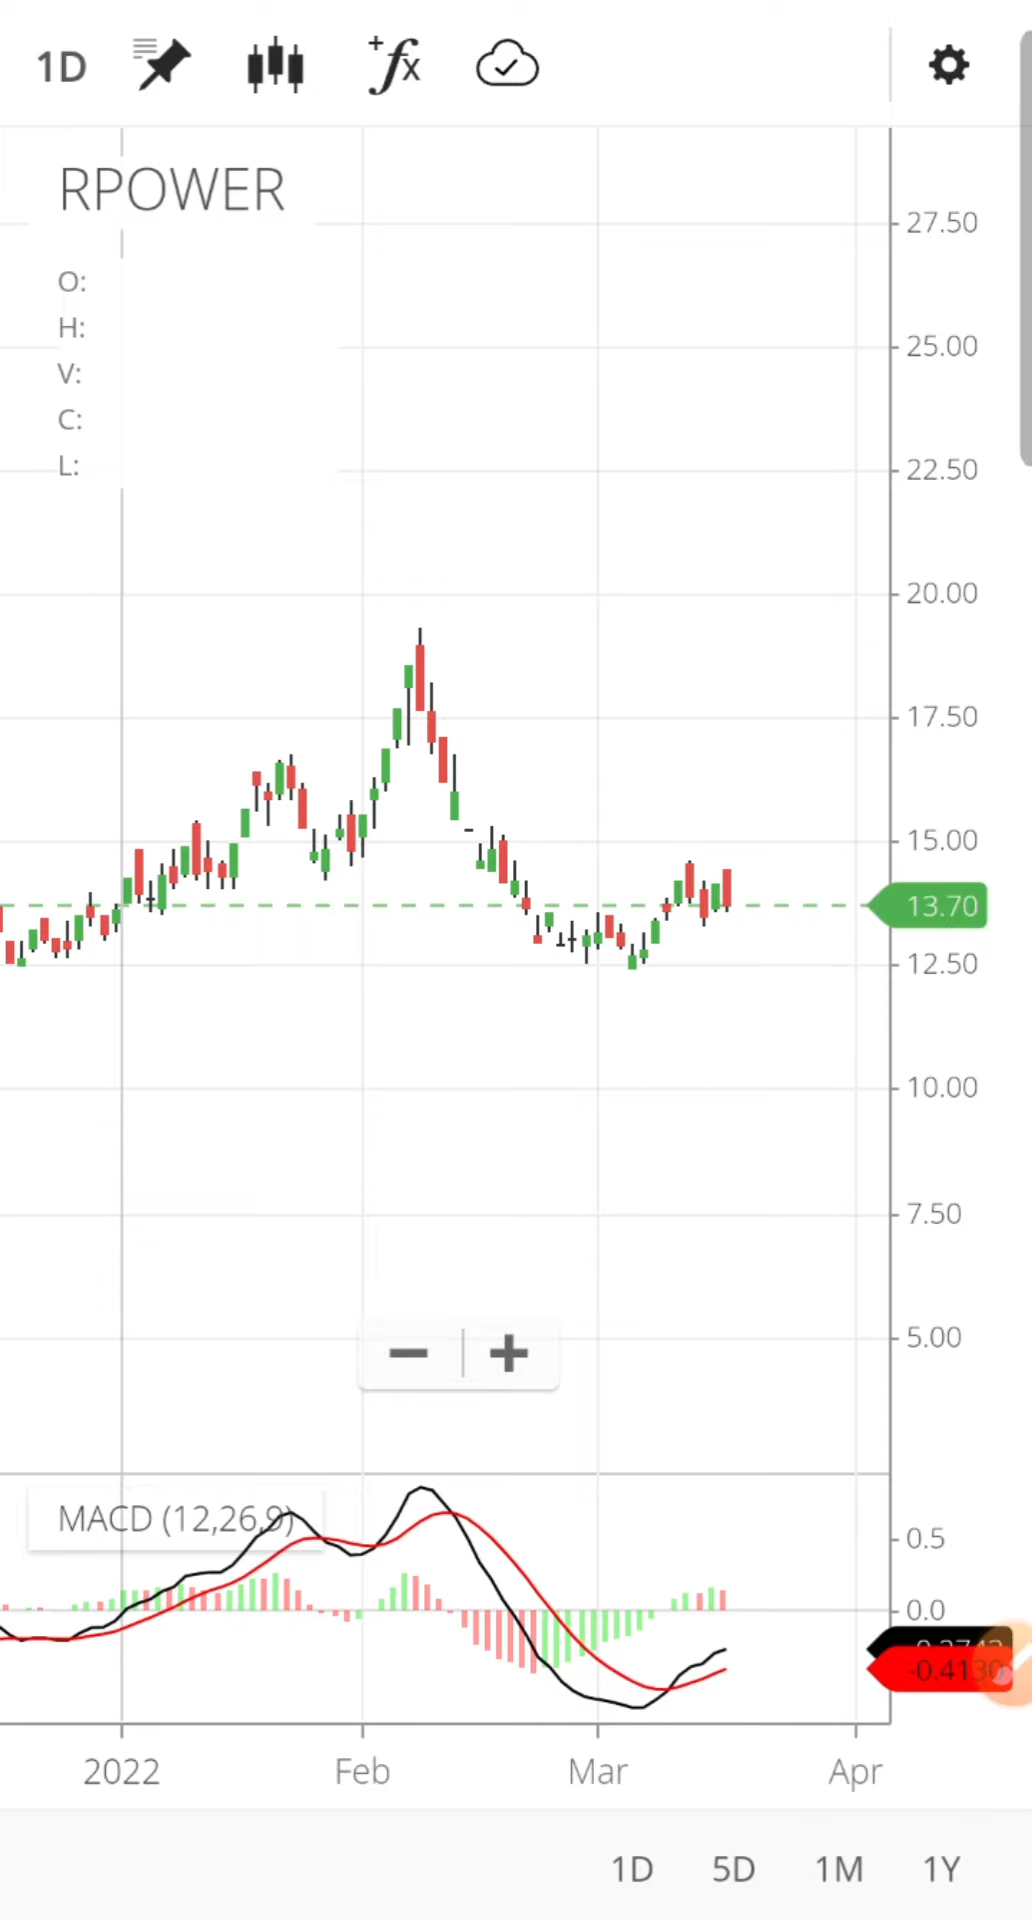 1D fx
RPOWER
O:
H:
V:
C:
L:
27.50
25.00
22.50
20.00
17.50
15.00
13.70
12.50
10.00
7.50
5.00
MACD (12,26,9)
0.5
0.0
-0.4130
2022 Feb Mar Apr
1D 5D 1M 1Y